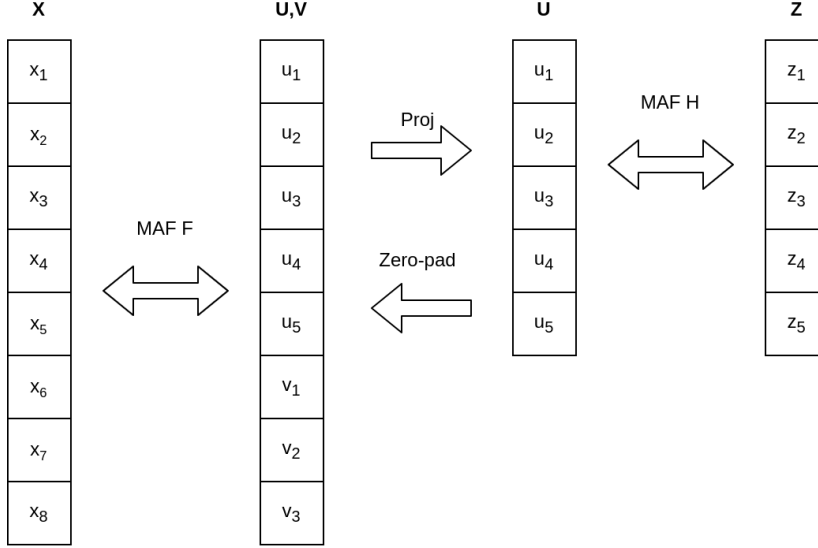 X U,V U Z
x1 u1 u1 z1
Proj MAF H
x2 u2 u2 z2
x3 u3 u3 z3
MAF F
x4 u4 Zero-pad u4 z4
x5 u5 u5 z5
x6 v1
x7 v2
x8 v3